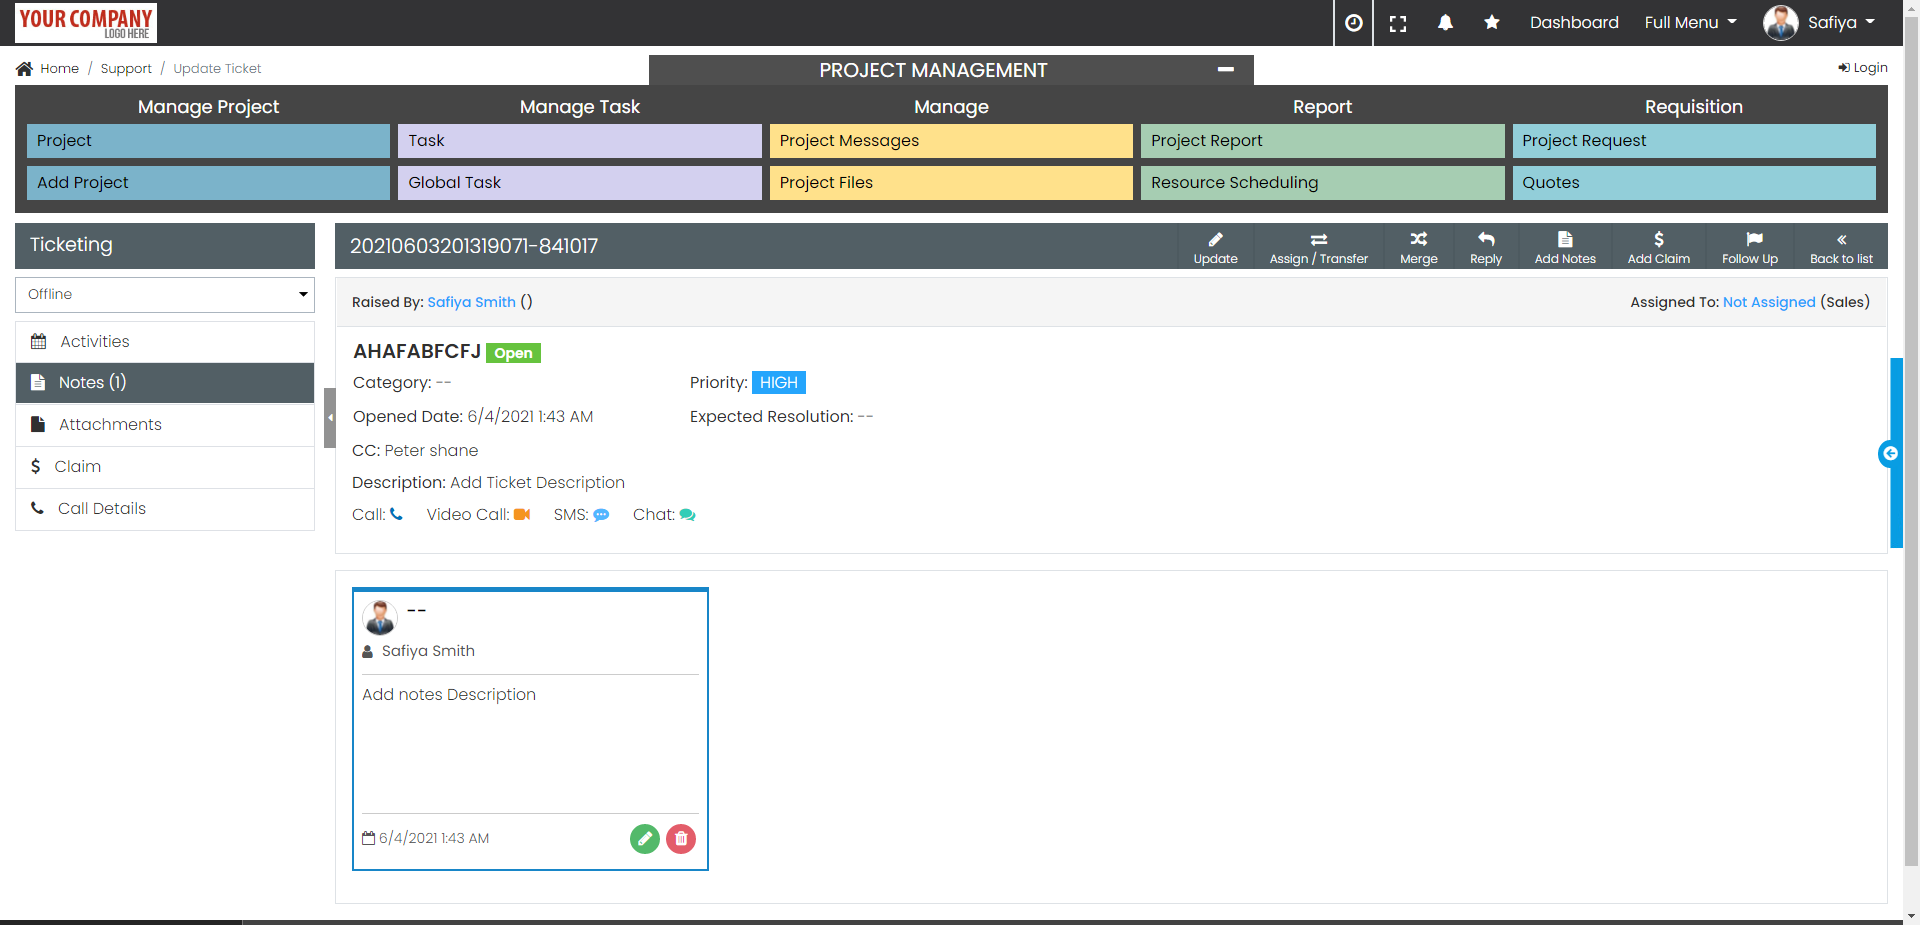 YOUR COMPANY
LOGO HERE
Dashboard Full Menu Safiya
Home / Support / Update Ticket
PROJECT MANAGEMENT
Login
Manage Project Manage Task Manage Report Requisition
Project Task Project Messages Project Report Project Request
Add Project Global Task Project Files Resource Scheduling Quotes
Ticketing
Offline
Activities
Notes (1)
Attachments
Claim
Call Details
20210603201319071-841017
Update Assign / Transfer Merge Reply Add Notes Add Claim Follow Up Back to list
Raised By: Safiya Smith () Assigned To: Not Assigned (Sales)
AHAFABFCFJ Open
Category: -- Priority: HIGH
Opened Date: 6/4/2021 1:43 AM Expected Resolution: --
CC: Peter shane
Description: Add Ticket Description
Call: Video Call: SMS: Chat:
--
Safiya Smith
Add notes Description
6/4/2021 1:43 AM